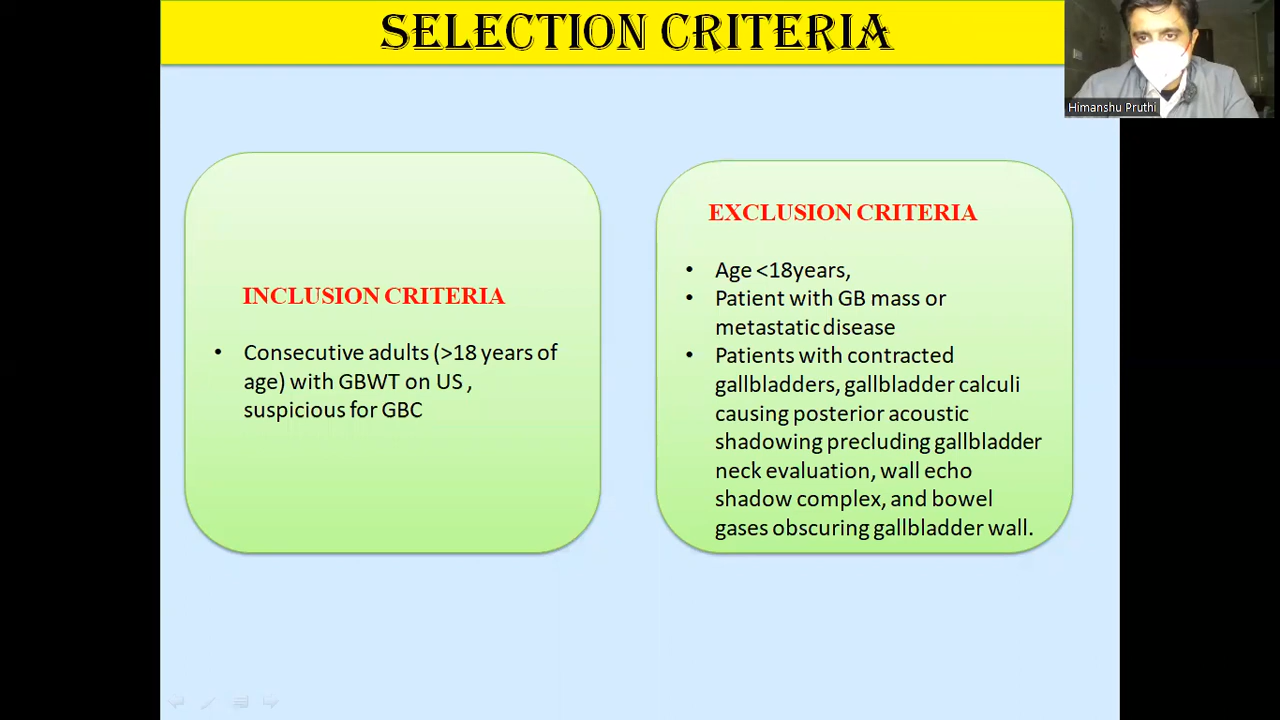 SELECTION CRITERIA
Himanshu Pruthi
INCLUSION CRITERIA
• Consecutive adults (>18 years of
age) with GBWT on US ,
suspicious for GBC
EXCLUSION CRITERIA
• Age <18years,
• Patient with GB mass or
metastatic disease
• Patients with contracted
gallbladders, gallbladder calculi
causing posterior acoustic
shadowing precluding gallbladder
neck evaluation, wall echo
shadow complex, and bowel
gases obscuring gallbladder wall.